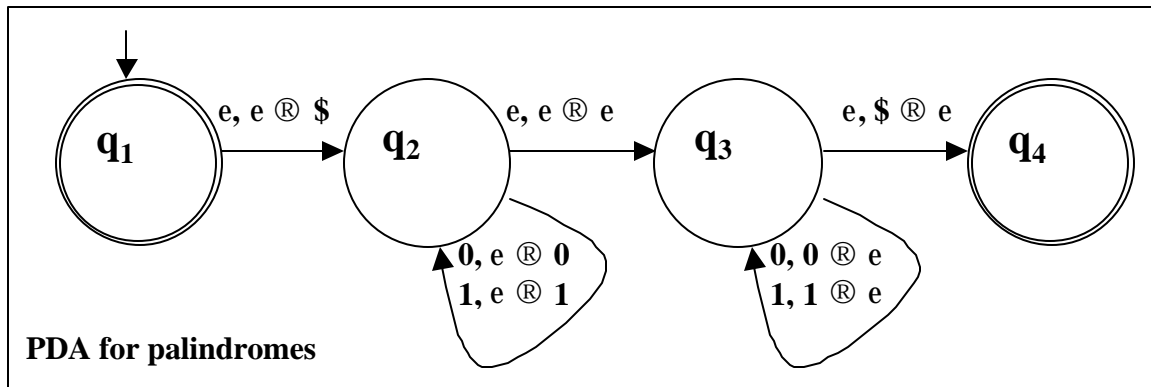 e, e ® $
e, e ® e
e, $ ® e
q1
q2
q3
q4
0, e ® 0
1, e ® 1
0, 0 ® e
1, 1 ® e
PDA for palindromes